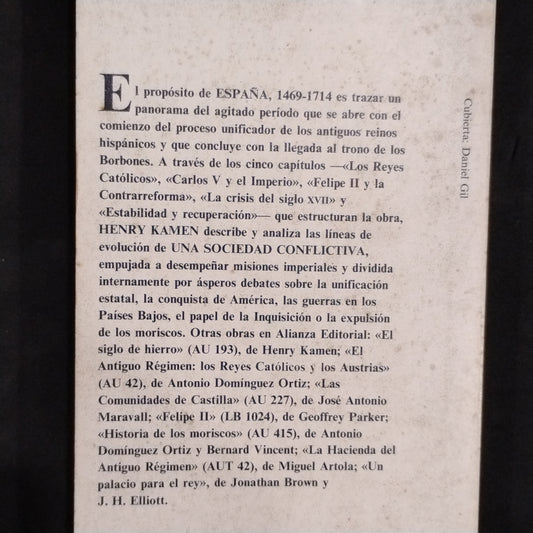 El propósito de ESPAÑA, 1469-1714 es trazar un
panorama del agitado período que se abre con el
comienzo del proceso unificador de los antiguos reinos
hispánicos y que concluye con la llegada al trono de los
Borbones. A través de los cinco capítulos —«Los Reyes
Católicos», «Carlos V y el Imperio», «Felipe II y la
Contrarreforma», «La crisis del siglo XVII» y
«Estabilidad y recuperación»— que estructuran la obra,
HENRY KAMEN describe y analiza las líneas de
evolución de UNA SOCIEDAD CONFLICTIVA,
empujada a desempeñar misiones imperiales y dividida
internamente por ásperos debates sobre la unificación
estatal, la conquista de América, las guerras en los
Países Bajos, el papel de la Inquisición o la expulsión
de los moriscos. Otras obras en Alianza Editorial: «El
siglo de hierro» (AU 193), de Henry Kamen; «El
Antiguo Régimen: los Reyes Católicos y los Austrias»
(AU 42), de Antonio Domínguez Ortiz; «Las
Comunidades de Castilla» (AU 227), de José Antonio
Maravall; «Felipe II» (LB 1024), de Geoffrey Parker;
«Historia de los moriscos» (AU 415), de Antonio
Domínguez Ortiz y Bernard Vincent; «La Hacienda del
Antiguo Régimen» (AUT 42), de Miguel Artola; «Un
palacio para el rey», de Jonathan Brown y
J. H. Elliott.
Cubierta: Daniel Gil